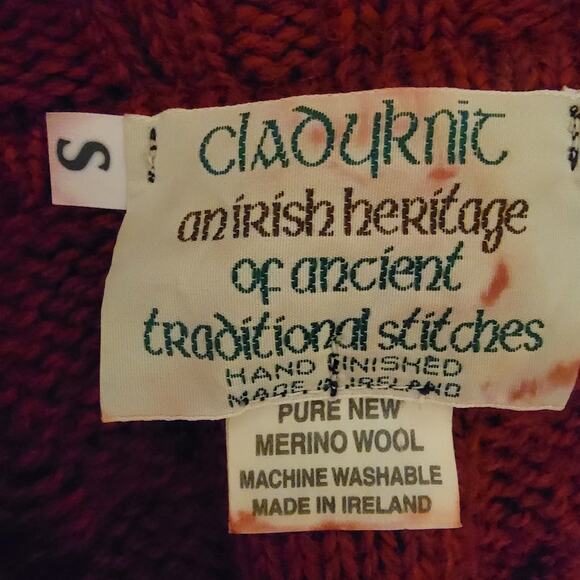 S
cladyknit
an irish heritage
of ancient
traditional stitches
HAND FINISHED
MADE IN IRELAND
PURE NEW
MERINO WOOL
MACHINE WASHABLE
MADE IN IRELAND